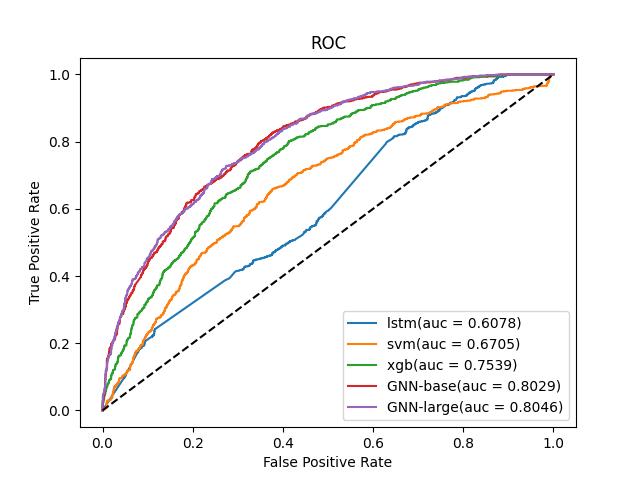 ROC
True Positive Rate
1.0
0.8
0.6
0.4
0.2
0.0
lstm(auc = 0.6078)
svm(auc = 0.6705)
xgb(auc = 0.7539)
GNN-base(auc = 0.8029)
GNN-large(auc = 0.8046)
0.0 0.2 0.4 0.6 0.8 1.0
False Positive Rate